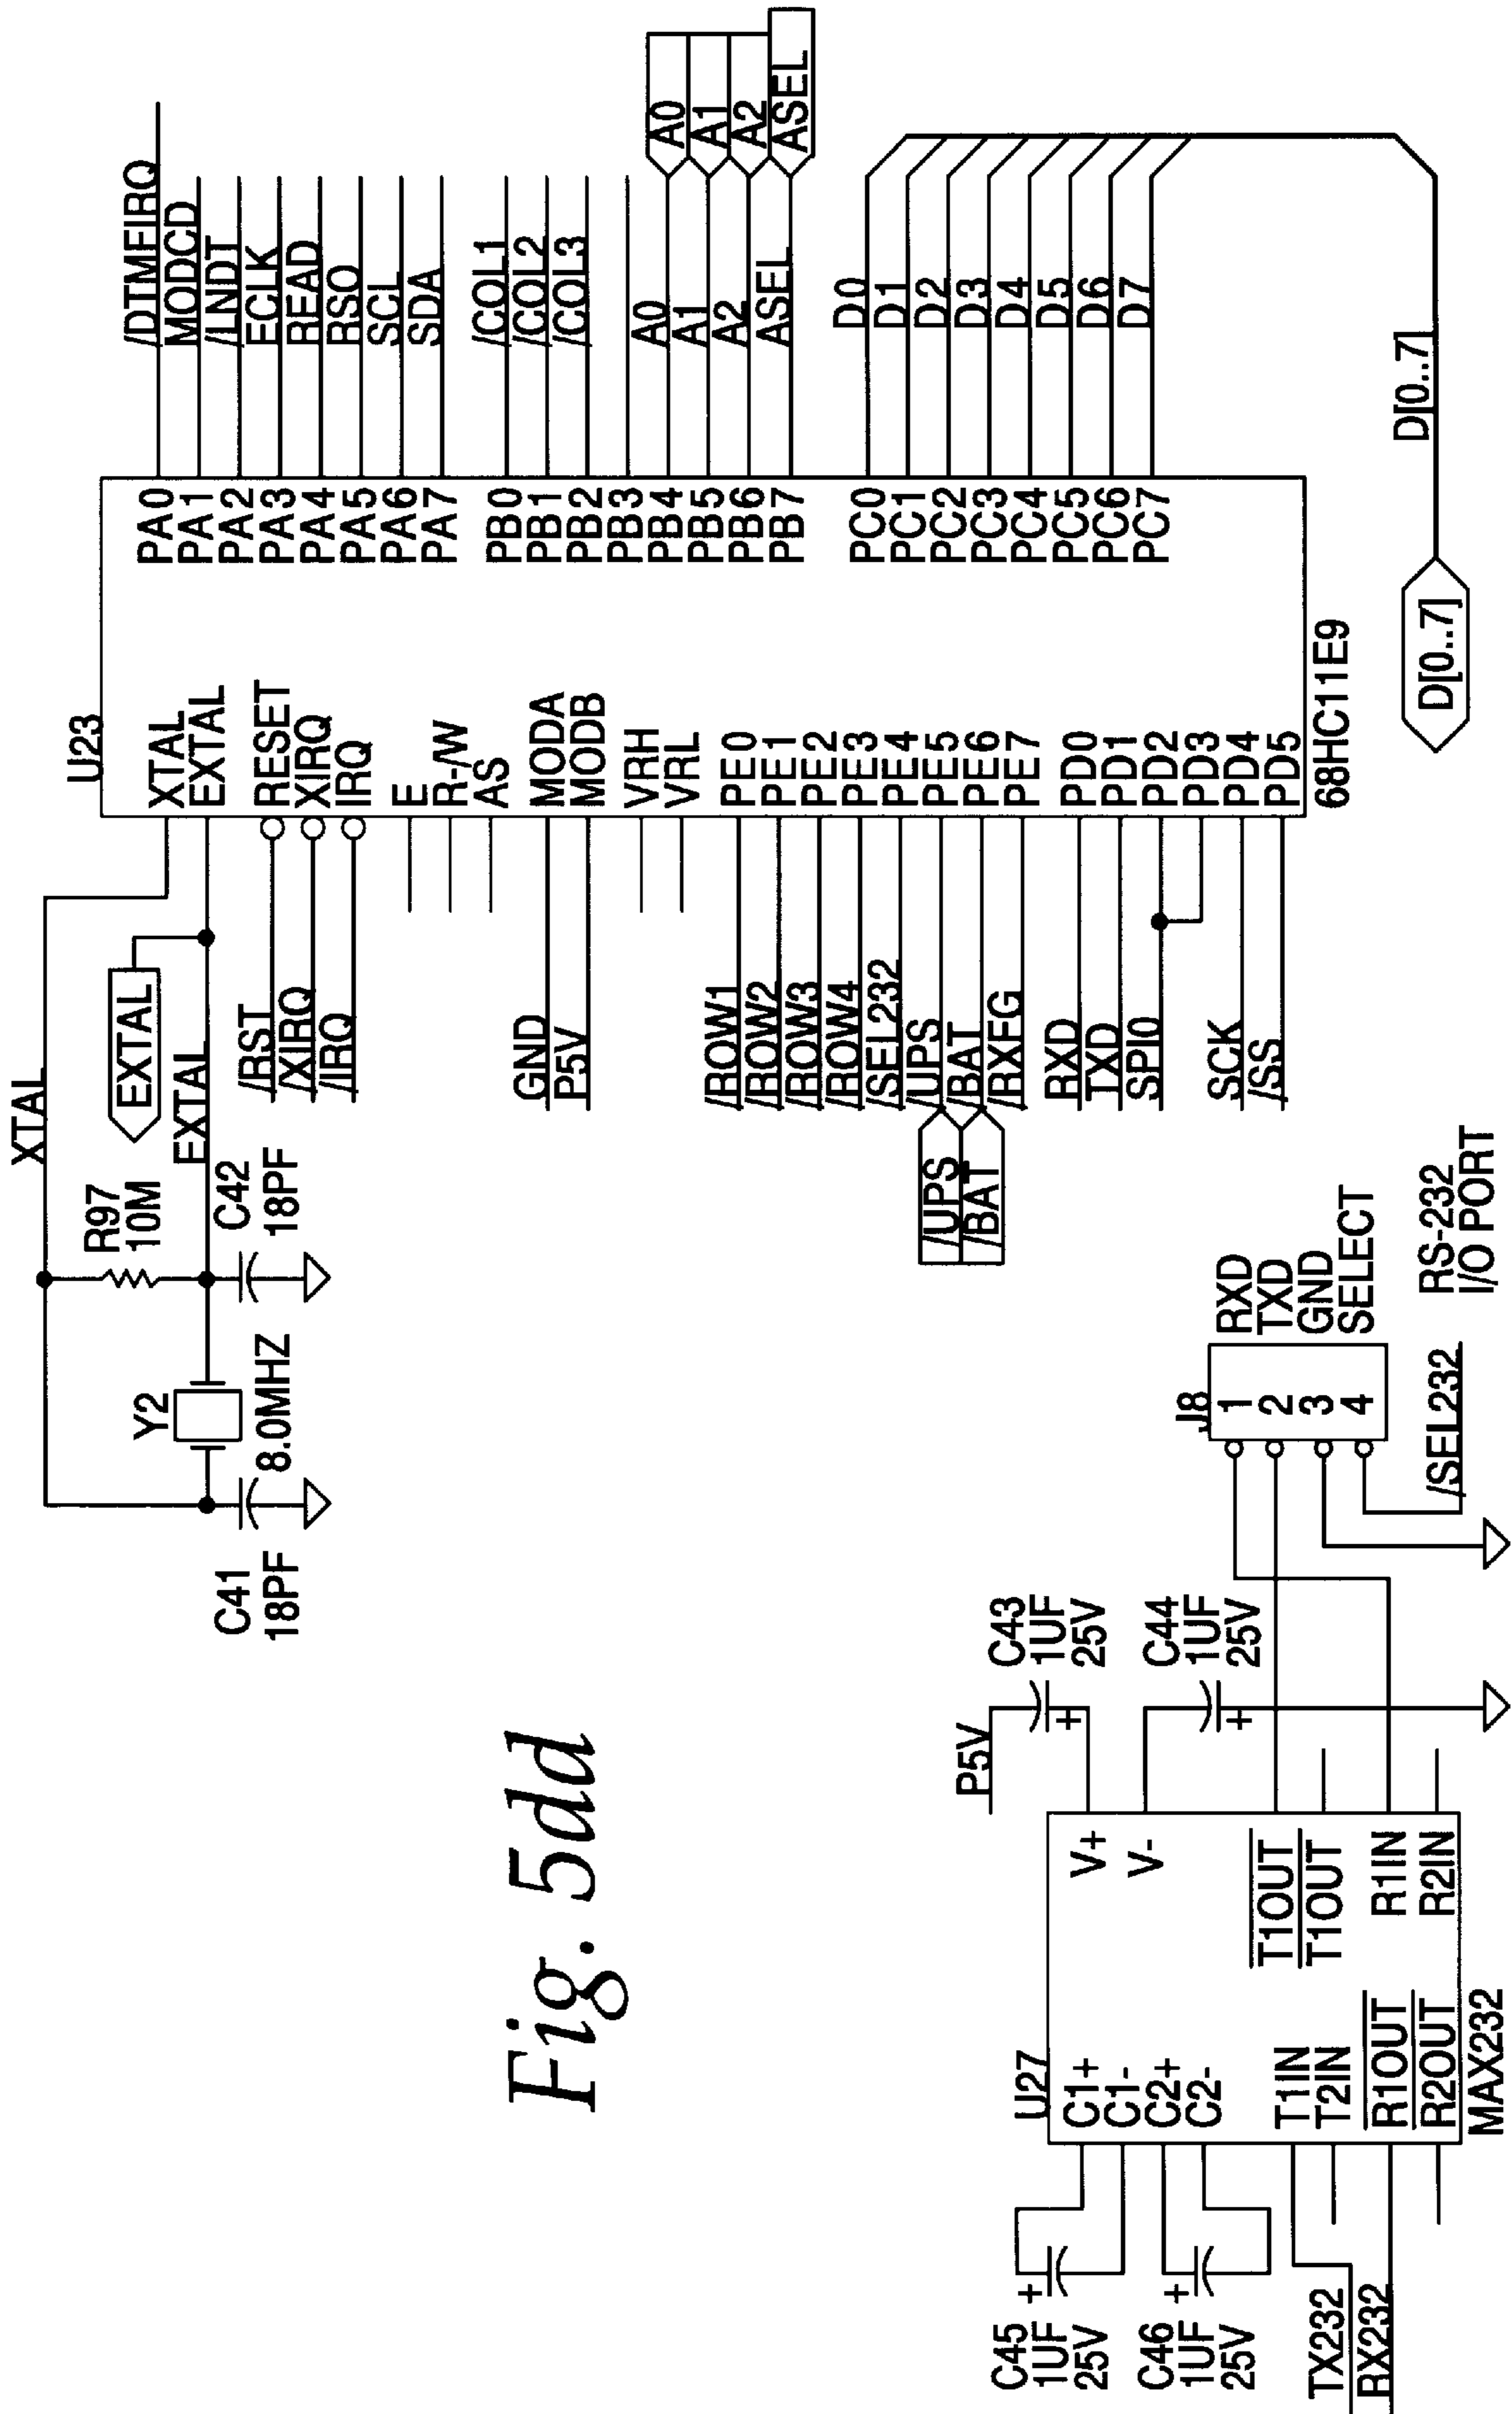 XTAL
R97
10M
EXTAL
EXTAL
Y2
8.0MHZ
C41
18PF
C42
18PF
/RST
/XIRQ
/IRQ
GND
P5V
/ROW1
/ROW2
/ROW3
/ROW4
/SEL232
/UPS
/UPS
/BAT
/BAT
/RXFG
RXD
TXD
SPI0
SCK
/SS
U23
XTAL
EXTAL
RESET
XIRQ
IRQ
E
R-/W
AS
MODA
MODB
VRH
VRL
PE0
PE1
PE2
PE3
PE4
PE5
PE6
PE7
PD0
PD1
PD2
PD3
PD4
PD5
68HC11E9
PA0
PA1
PA2
PA3
PA4
PA5
PA6
PA7
PB0
PB1
PB2
PB3
PB4
PB5
PB6
PB7
PC0
PC1
PC2
PC3
PC4
PC5
PC6
PC7
/DTMFIRQ
MODCD
/LNDT
ECLK
READ
RSO
SCL
SDA
/COL1
/COL2
/COL3
A0 A0
A1 A1
A2 A2
ASEL ASEL
D0
D1
D2
D3
D4
D5
D6
D7
D[0..7]
D[0..7]
Fig. 5dd
C45
1UF
25V
+
C46
1UF
25V
+
TX232
RX232
U27
C1+
C1-
C2+
C2-
T1IN
T2IN
R1OUT
R2OUT
MAX232
V+
V-
T1OUT
T1OUT
R1IN
R2IN
P5V
C43
1UF
25V
+
C44
1UF
25V
+
J8
1 RXD
2 TXD
3 GND
4 SELECT
/SEL232
RS-232
I/O PORT